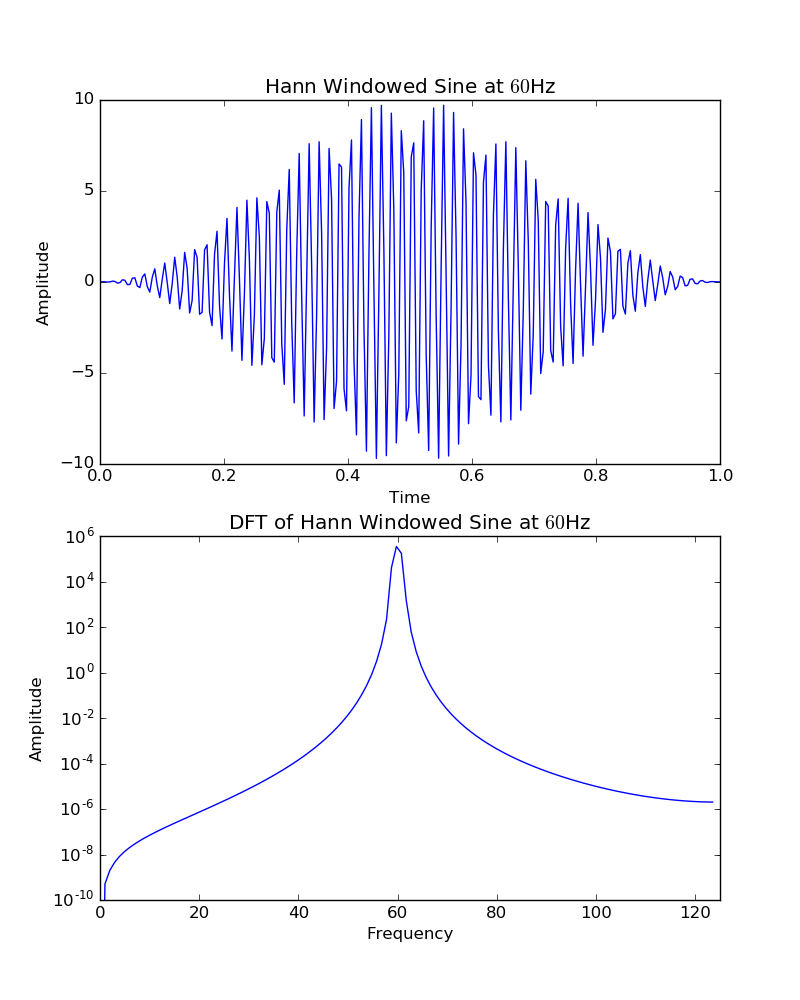 Hann Windowed Sine at 60Hz
10
5
0
−5
−10
Amplitude
0.0 0.2 0.4 0.6 0.8 1.0
Time
DFT of Hann Windowed Sine at 60Hz
10^6
10^4
10^2
10^0
10^-2
10^-4
10^-6
10^-8
10^-10
Amplitude
0 20 40 60 80 100 120
Frequency